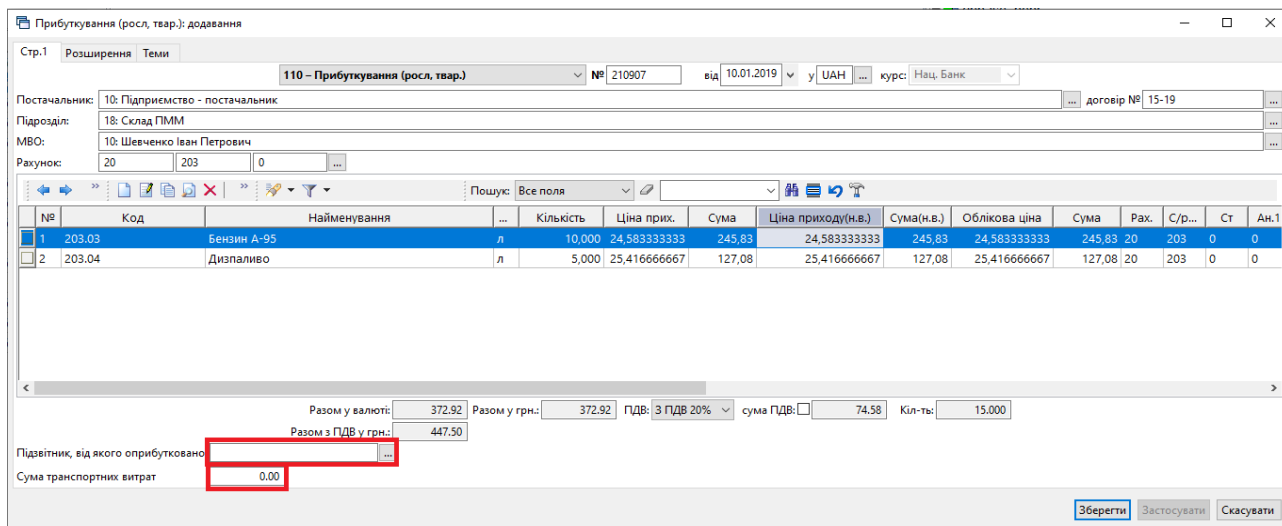 Прибуткування (росл, твар.): додавання
Стр.1 Розширення Теми
110 – Прибуткування (росл, твар.) № 210907 від 10.01.2019 у UAH ... курс: Нац. Банк
Постачальник: 10: Підприємство - постачальник ... договір № 15-19 ...
Підрозділ: 18: Склад ПММ ...
МВО: 10: Шевченко Іван Петрович ...
Рахунок: 20 203 0 ...
Пошук: Все поля
№ Код Найменування ... Кількість Ціна прих. Сума Ціна приходу(н.в.) Сума(н.в.) Облікова ціна Сума Рах. С/р... Ст Ан.1
1 203.03 Бензин А-95 л 10,000 24,583333333 245,83 24,583333333 245,83 24,583333333 245,83 20 203 0 0
2 203.04 Дизпаливо л 5,000 25,416666667 127,08 25,416666667 127,08 25,416666667 127,08 20 203 0 0
Разом у валюті: 372.92 Разом у грн.: 372.92 ПДВ: З ПДВ 20% сума ПДВ: 74.58 Кіл-ть: 15.000
Разом з ПДВ у грн.: 447.50
Підзвітник, від якого оприбутковано ...
Сума транспортних витрат 0.00
Зберегти Застосувати Скасувати